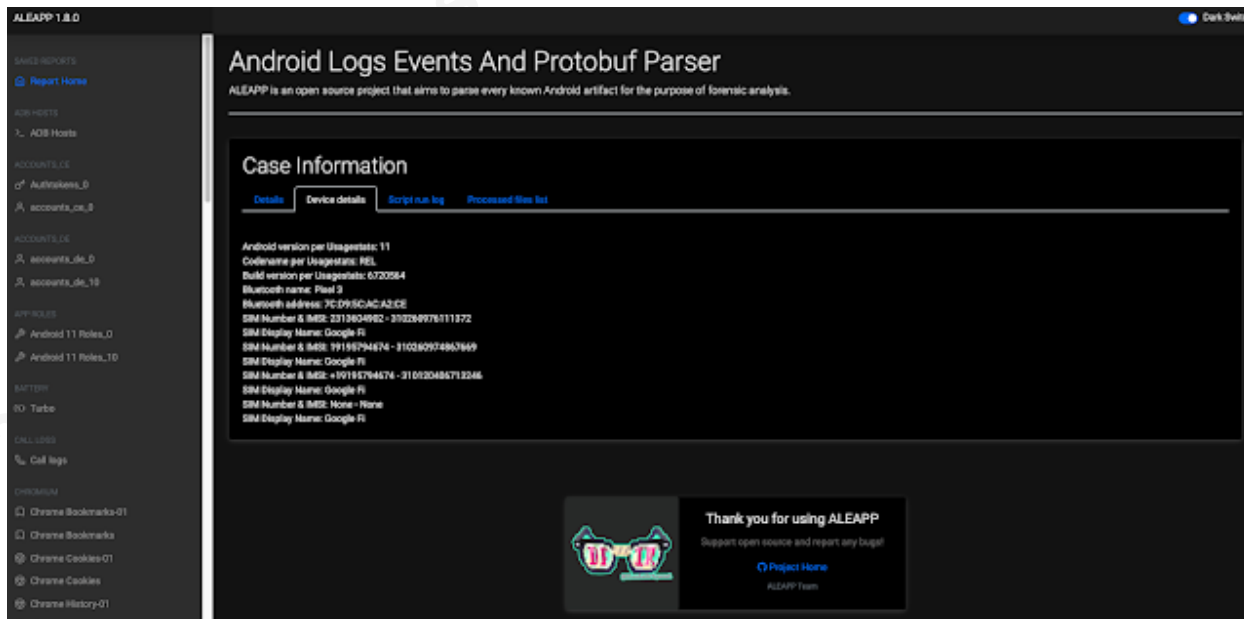 ALEAPP 1.8.0
Dark Swit
SAVED REPORTS
Report Home
ADB HOSTS
ADB Hosts
ACCOUNTS_CE
Authtokens_0
accounts_ce_0
ACCOUNTS_DE
accounts_de_0
accounts_de_10
APP ROLES
Android 11 Roles_0
Android 11 Roles_10
BATTERY
Turbo
CALL LOGS
Call logs
CHROMIUM
Chrome Bookmarks-01
Chrome Bookmarks
Chrome Cookies-01
Chrome Cookies
Chrome History-01
Android Logs Events And Protobuf Parser
ALEAPP is an open source project that aims to parse every known Android artifact for the purpose of forensic analysis.
Case Information
Details Device details Script run log Processed files list
Android version per Usagestats: 11
Codename per Usagestats: REL
Build version per Usagestats: 6720564
Bluetooth name: Pixel 3
Bluetooth address: 7C:D9:5C:AC:A2:CE
SIM Number & IMSI: 2313604902 - 310260976111372
SIM Display Name: Google Fi
SIM Number & IMSI: 19195794674 - 310260974867669
SIM Display Name: Google Fi
SIM Number & IMSI: +19195794674 - 310120406713246
SIM Display Name: Google Fi
SIM Number & IMSI: None - None
SIM Display Name: Google Fi
DF IR
Thank you for using ALEAPP
Support open source and report any bugs!
Project Home
ALEAPP Team